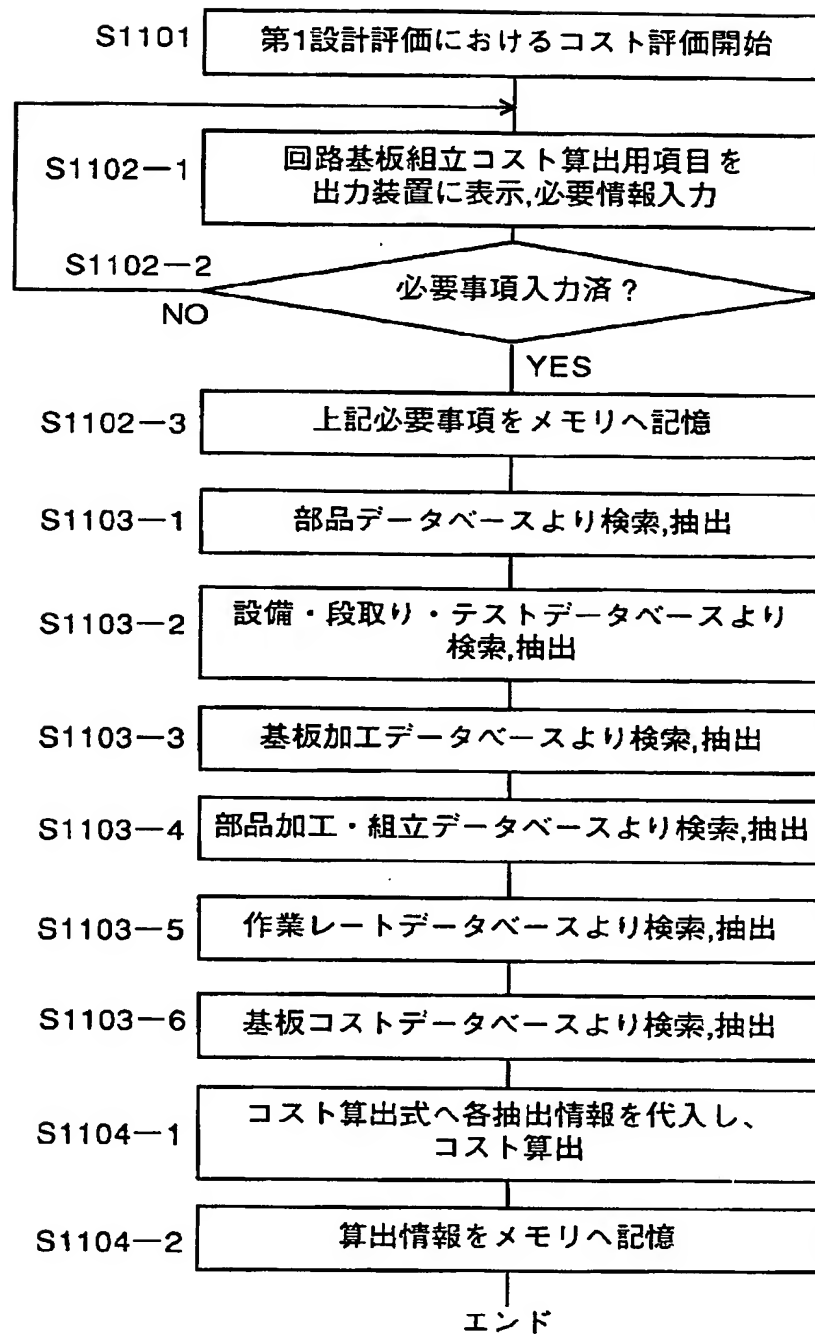 S1101
第1設計評価におけるコスト評価開始
S1102−1
回路基板組立コスト算出用項目を
出力装置に表示,必要情報入力
S1102−2
必要事項入力済？
NO
YES
S1102−3
上記必要事項をメモリへ記憶
S1103−1
部品データベースより検索,抽出
S1103−2
設備・段取り・テストデータベースより
検索,抽出
S1103−3
基板加工データベースより検索,抽出
S1103−4
部品加工・組立データベースより検索,抽出
S1103−5
作業レートデータベースより検索,抽出
S1103−6
基板コストデータベースより検索,抽出
S1104−1
コスト算出式へ各抽出情報を代入し、
コスト算出
S1104−2
算出情報をメモリへ記憶
エンド